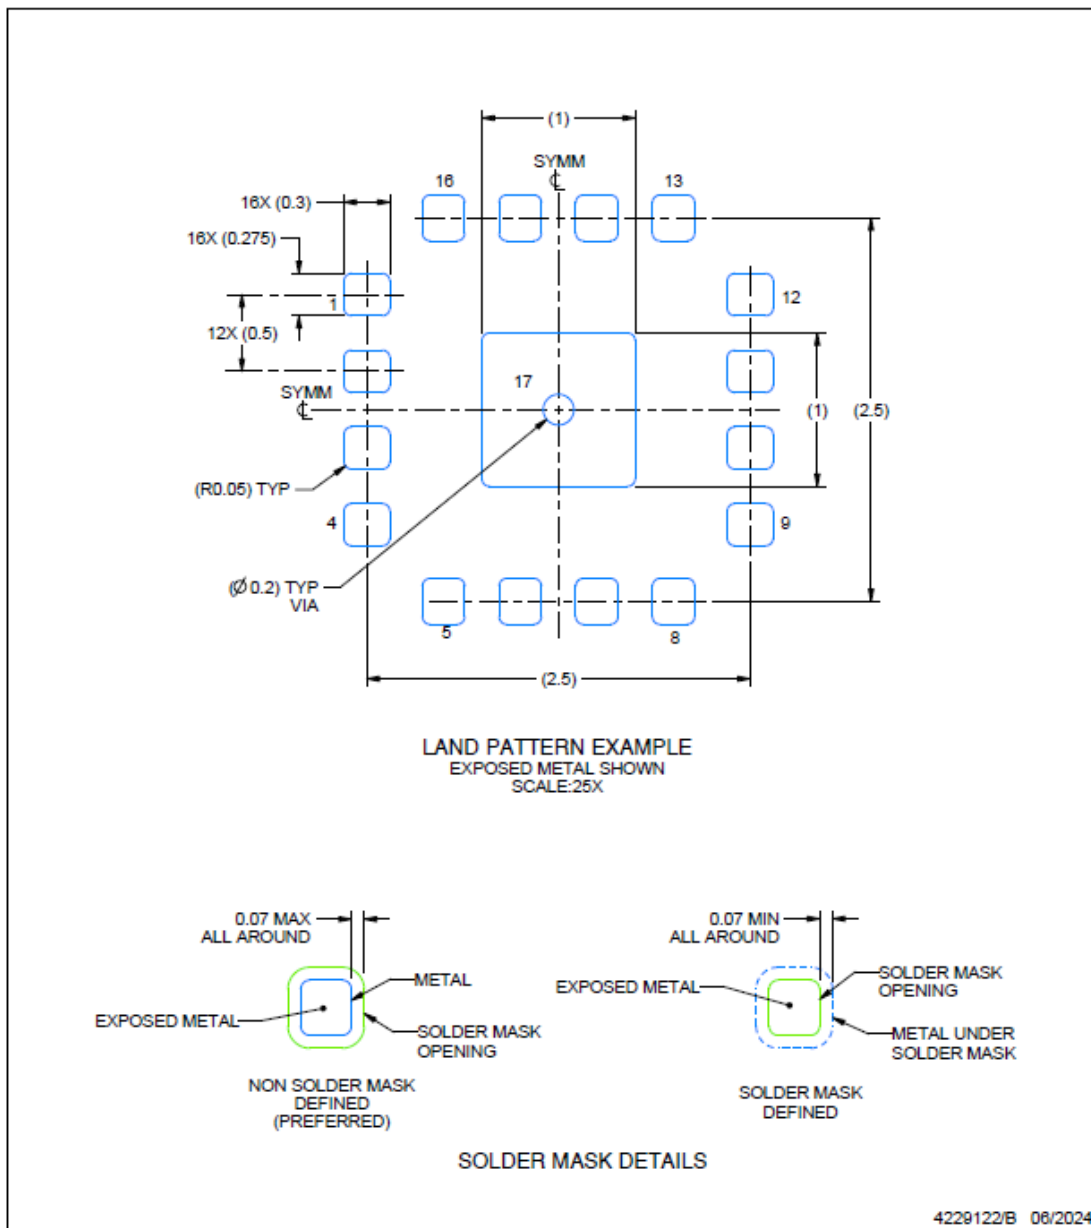 (1)
SYMM
℄
16
13
16X (0.3)
16X (0.275)
1
12
12X (0.5)
17
SYMM
℄
(1)
(2.5)
(R0.05) TYP
4
9
(Ø 0.2) TYP
VIA
5
8
(2.5)
LAND PATTERN EXAMPLE
EXPOSED METAL SHOWN
SCALE:25X
0.07 MAX
ALL AROUND
METAL
EXPOSED METAL
SOLDER MASK
OPENING
NON SOLDER MASK
DEFINED
(PREFERRED)
0.07 MIN
ALL AROUND
SOLDER MASK
OPENING
EXPOSED METAL
METAL UNDER
SOLDER MASK
SOLDER MASK
DEFINED
SOLDER MASK DETAILS
4229122/B 06/2024